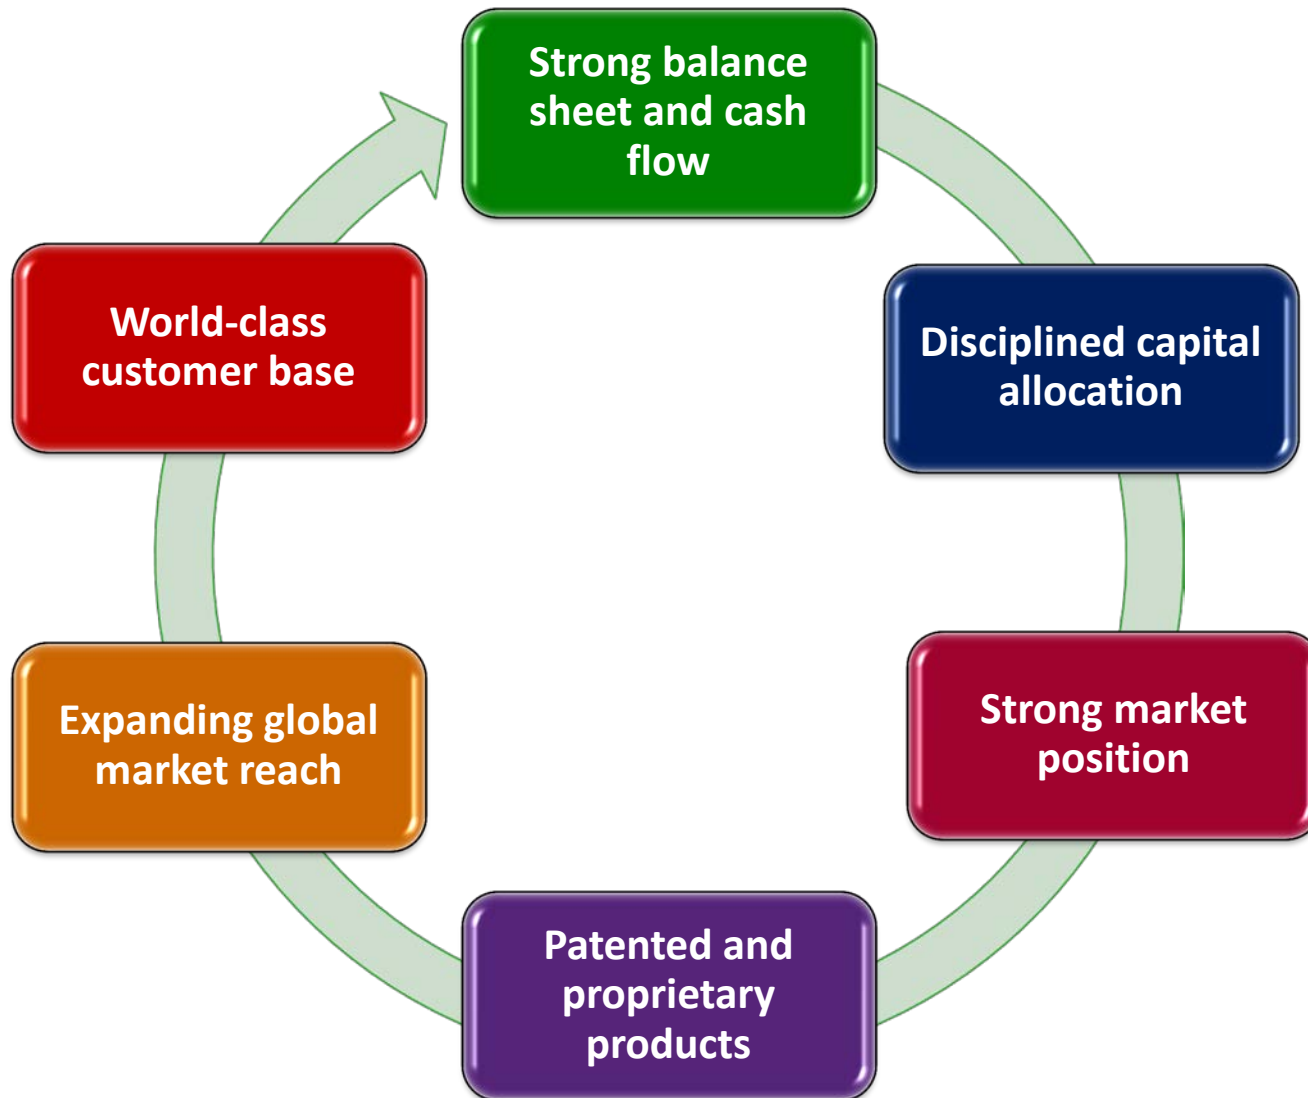 Strong balance
sheet and cash
flow
Disciplined capital
allocation
Strong market
position
Patented and
proprietary
products
Expanding global
market reach
World-class
customer base